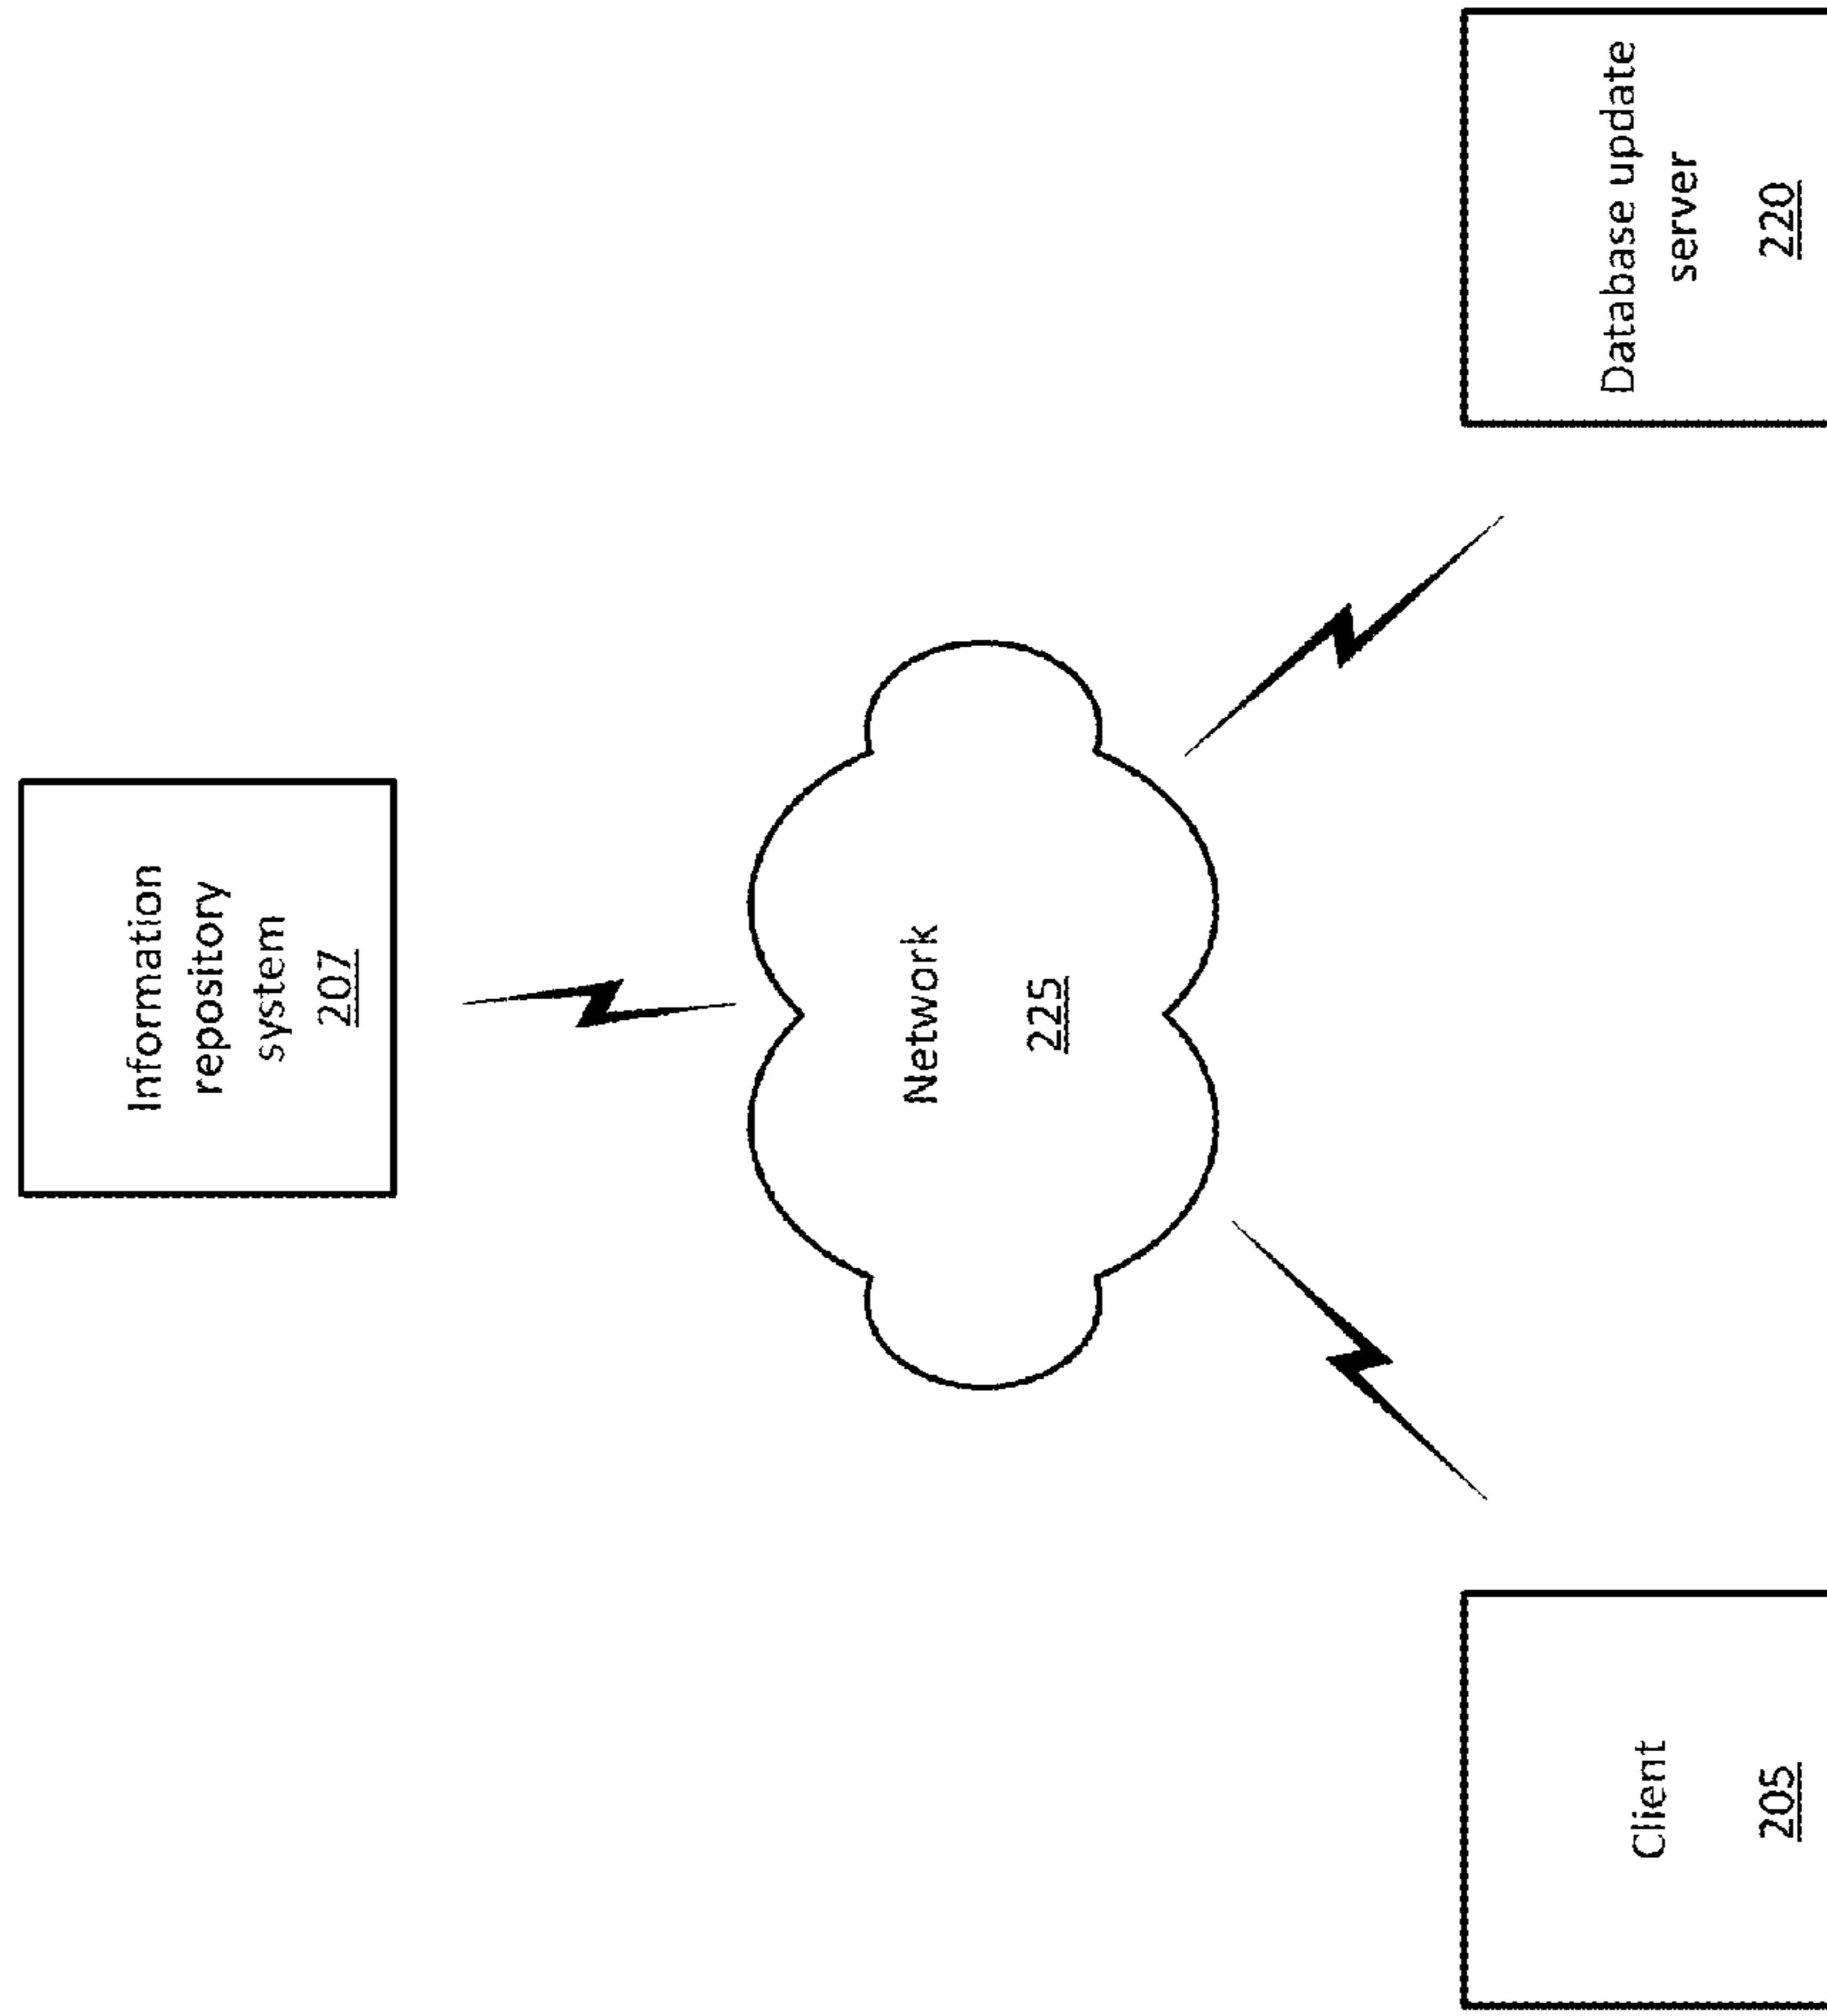 Information
repository
system
207
Network
225
Client
205
Database update
server
220